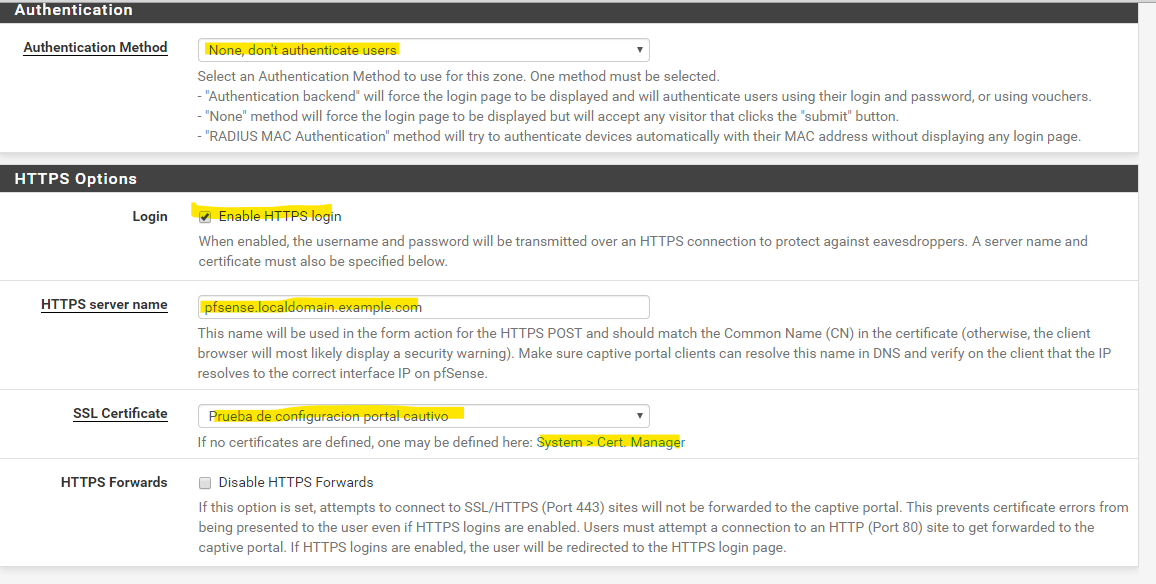 Authentication
Authentication Method
None, don't authenticate users
Select an Authentication Method to use for this zone. One method must be selected.
- "Authentication backend" will force the login page to be displayed and will authenticate users using their login and password, or using vouchers.
- "None" method will force the login page to be displayed but will accept any visitor that clicks the "submit" button.
- "RADIUS MAC Authentication" method will try to authenticate devices automatically with their MAC address without displaying any login page.
HTTPS Options
Login
Enable HTTPS login
When enabled, the username and password will be transmitted over an HTTPS connection to protect against eavesdroppers. A server name and
certificate must also be specified below.
HTTPS server name
pfsense.localdomain.example.com
This name will be used in the form action for the HTTPS POST and should match the Common Name (CN) in the certificate (otherwise, the client
browser will most likely display a security warning). Make sure captive portal clients can resolve this name in DNS and verify on the client that the IP
resolves to the correct interface IP on pfSense.
SSL Certificate
Prueba de configuracion portal cautivo
If no certificates are defined, one may be defined here: System > Cert. Manager
HTTPS Forwards
Disable HTTPS Forwards
If this option is set, attempts to connect to SSL/HTTPS (Port 443) sites will not be forwarded to the captive portal. This prevents certificate errors from
being presented to the user even if HTTPS logins are enabled. Users must attempt a connection to an HTTP (Port 80) site to get forwarded to the
captive portal. If HTTPS logins are enabled, the user will be redirected to the HTTPS login page.